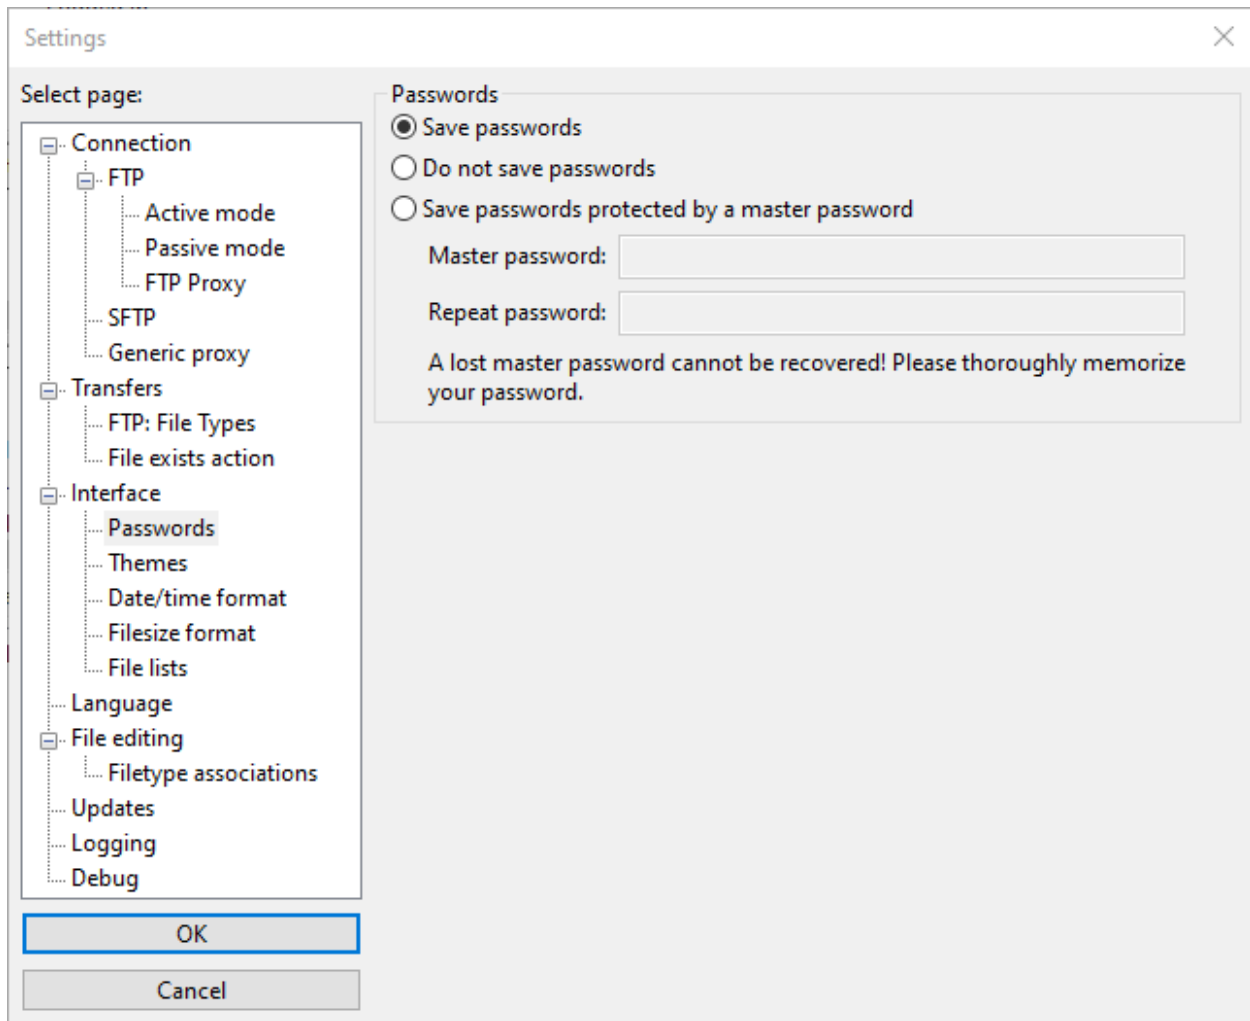 Settings
Select page:
Connection
FTP
Active mode
Passive mode
FTP Proxy
SFTP
Generic proxy
Transfers
FTP: File Types
File exists action
Interface
Passwords
Themes
Date/time format
Filesize format
File lists
Language
File editing
Filetype associations
Updates
Logging
Debug
OK
Cancel
Passwords
Save passwords
Do not save passwords
Save passwords protected by a master password
Master password:
Repeat password:
A lost master password cannot be recovered! Please thoroughly memorize
your password.